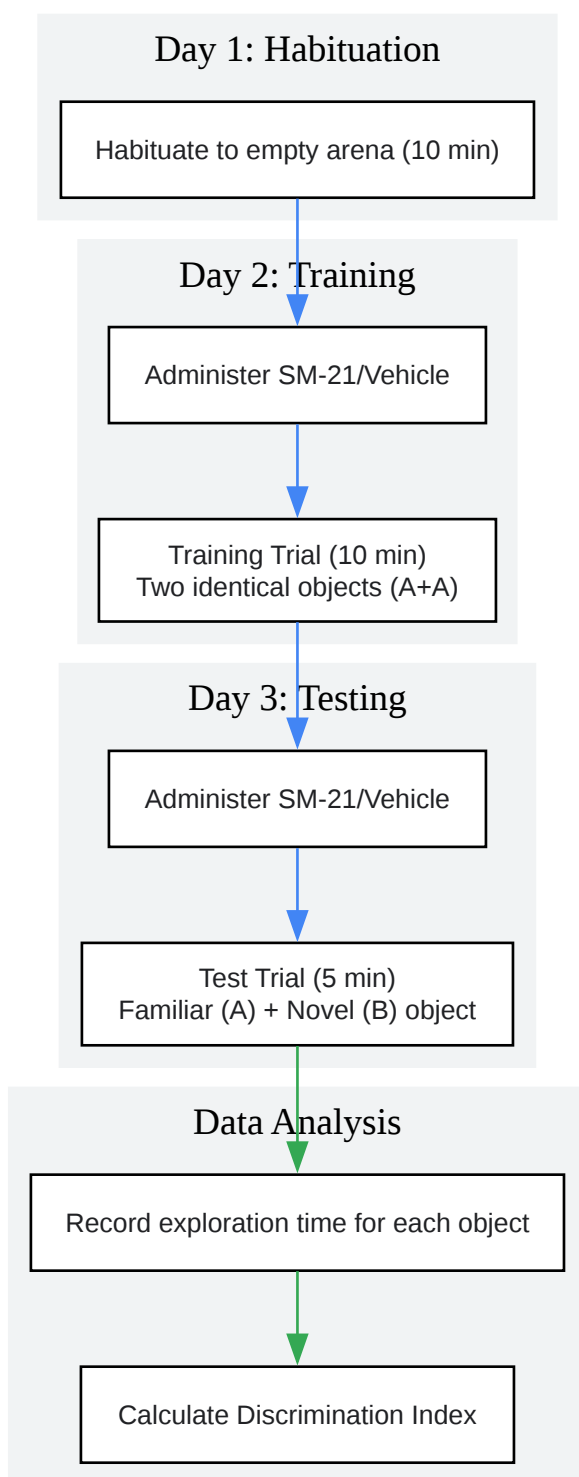 Day 1: Habituation
Habituate to empty arena (10 min)
Day 2: Training
Administer SM-21/Vehicle
Training Trial (10 min)
Two identical objects (A+A)
Day 3: Testing
Administer SM-21/Vehicle
Test Trial (5 min)
Familiar (A) + Novel (B) object
Data Analysis
Record exploration time for each object
Calculate Discrimination Index